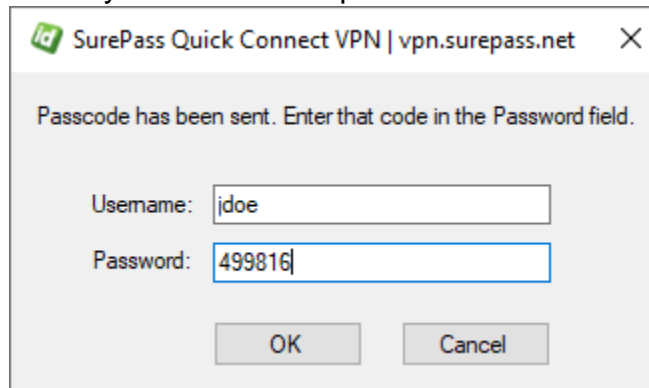 SurePass Quick Connect VPN | vpn.surepass.net
Passcode has been sent. Enter that code in the Password field.
Username: jdoe
Password: 499816
OK Cancel